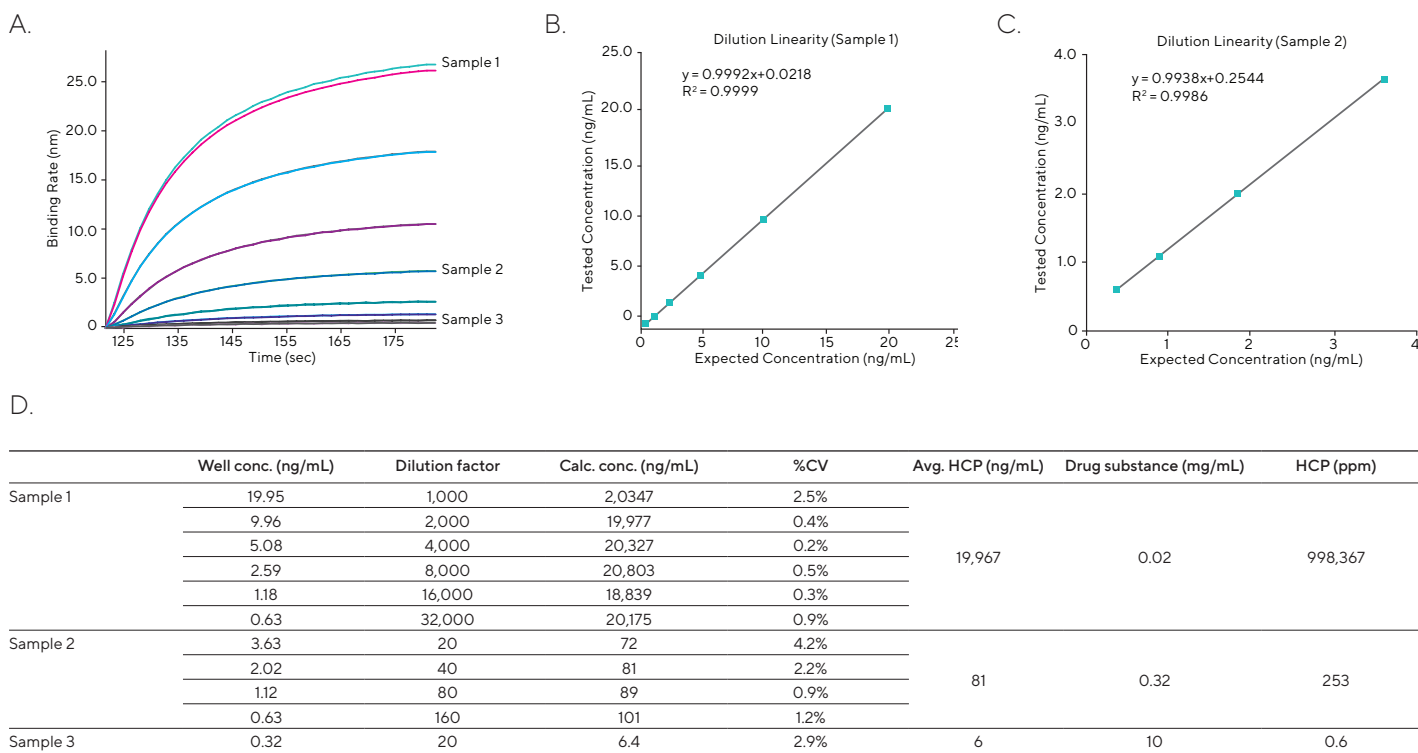 A.
Sample 1
Sample 2
Sample 3
25.0
20.0
15.0
10.0
5.0
0
Binding Rate (nm)
125 135 145 155 165 175
Time (sec)
B.
Dilution Linearity (Sample 1)
y = 0.9992x+0.0218
R² = 0.9999
25.0
20.0
15.0
10.0
5.0
0
Tested Concentration (ng/mL)
0 5 10 15 20 25
Expected Concentration (ng/mL)
C.
Dilution Linearity (Sample 2)
y = 0.9938x+0.2544
R² = 0.9986
4.0
3.0
2.0
1.0
0
Tested Concentration (ng/mL)
0 1 2 3 4
Expected Concentration (ng/mL)
D.
Well conc. (ng/mL) Dilution factor Calc. conc. (ng/mL) %CV Avg. HCP (ng/mL) Drug substance (mg/mL) HCP (ppm)
Sample 1 19.95 1,000 2,0347 2.5%
9.96 2,000 19,977 0.4%
5.08 4,000 20,327 0.2%
19,967 0.02 998,367
2.59 8,000 20,803 0.5%
1.18 16,000 18,839 0.3%
0.63 32,000 20,175 0.9%
Sample 2 3.63 20 72 4.2%
2.02 40 81 2.2%
81 0.32 253
1.12 80 89 0.9%
0.63 160 101 1.2%
Sample 3 0.32 20 6.4 2.9% 6 10 0.6